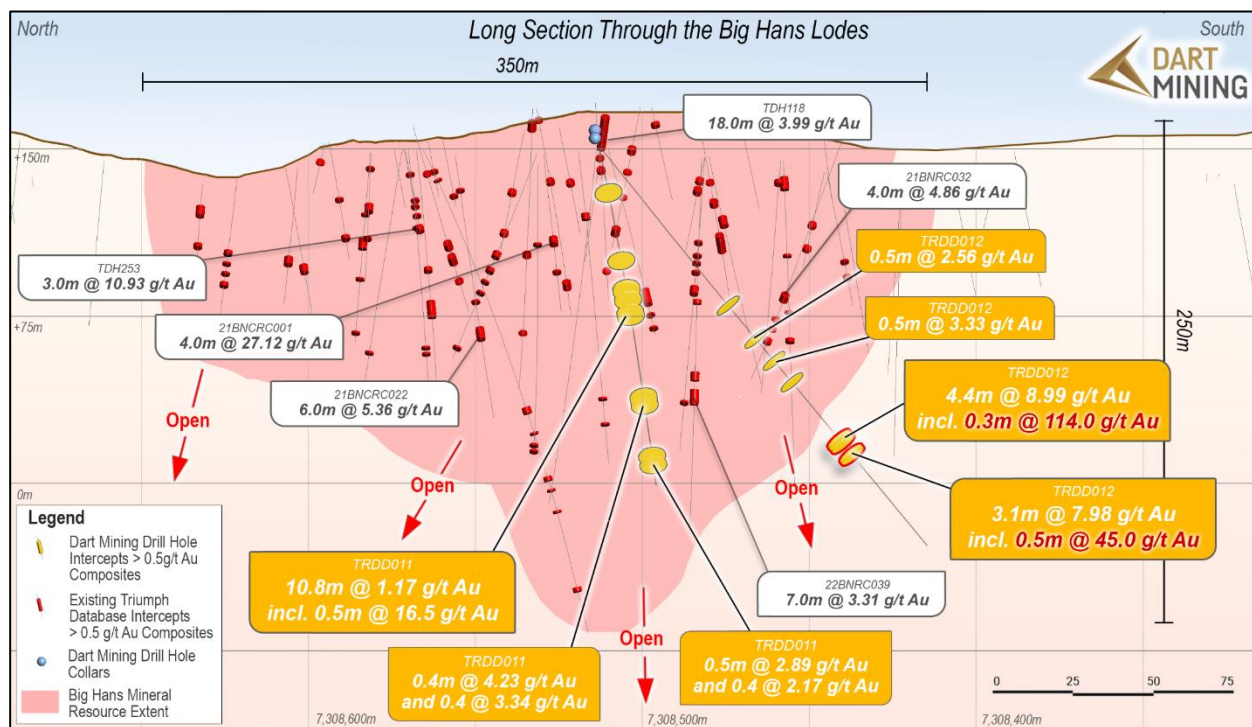 North
Long Section Through the Big Hans Lodes
South
350m
DART
MINING
TDH118
18.0m @ 3.99 g/t Au
+150m
21BNRC032
4.0m @ 4.86 g/t Au
TRDD012
0.5m @ 2.56 g/t Au
TDH253
3.0m @ 10.93 g/t Au
TRDD012
0.5m @ 3.33 g/t Au
+75m
250m
21BNCRC001
4.0m @ 27.12 g/t Au
TRDD012
4.4m @ 8.99 g/t Au
incl. 0.3m @ 114.0 g/t Au
21BNCRC022
6.0m @ 5.36 g/t Au
Open
Open
Open
0m
TRDD012
3.1m @ 7.98 g/t Au
incl. 0.5m @ 45.0 g/t Au
Legend
Dart Mining Drill Hole
Intercepts > 0.5g/t Au
Composites
Existing Triumph
Database Intercepts
> 0.5 g/t Au Composites
Dart Mining Drill Hole
Collars
Big Hans Mineral
Resource Extent
TRDD011
10.8m @ 1.17 g/t Au
incl. 0.5m @ 16.5 g/t Au
22BNRC039
7.0m @ 3.31 g/t Au
Open
TRDD011
0.4m @ 4.23 g/t Au
and 0.4 @ 3.34 g/t Au
TRDD011
0.5m @ 2.89 g/t Au
and 0.4 @ 2.17 g/t Au
0 25 50 75
7,308,600m
7,308,500m
7,308,400m